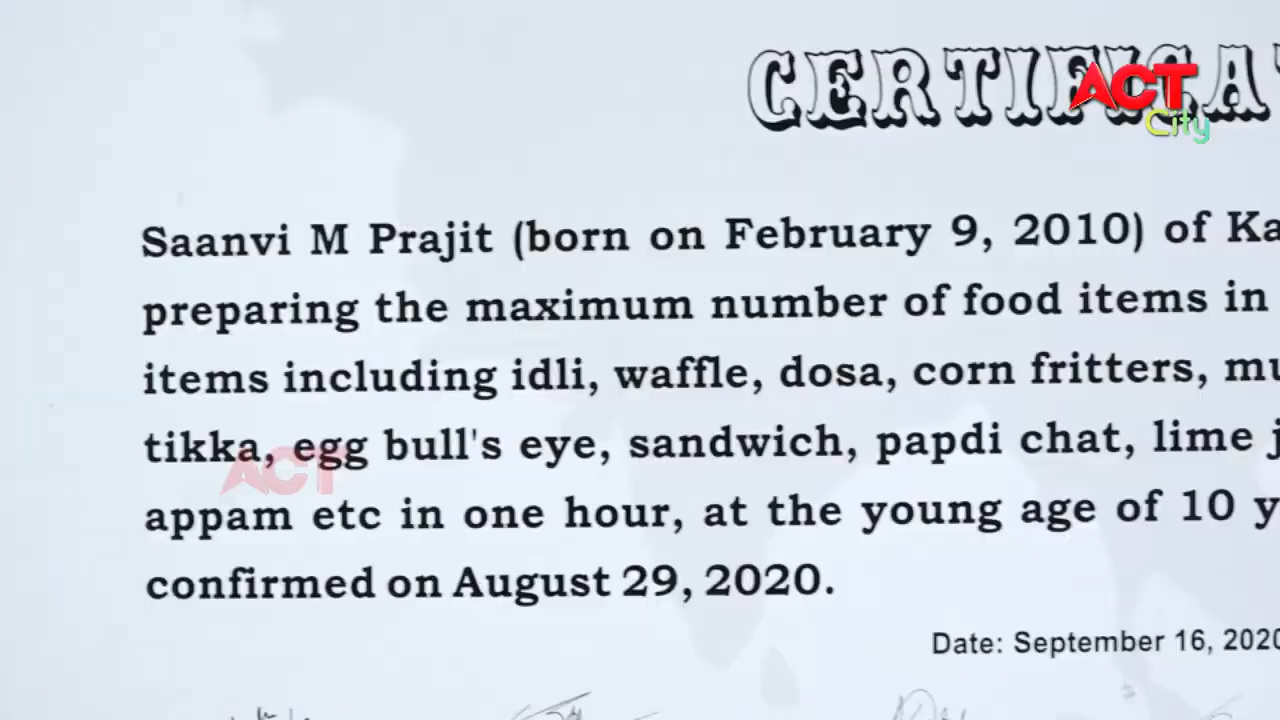 CERTIFICA
ACT
City
Saanvi M Prajit (born on February 9, 2010) of Ka
preparing the maximum number of food items in
items including idli, waffle, dosa, corn fritters, mu
tikka, egg bull's eye, sandwich, papdi chat, lime j
ACT
appam etc in one hour, at the young age of 10 y
confirmed on August 29, 2020.
Date: September 16, 2020